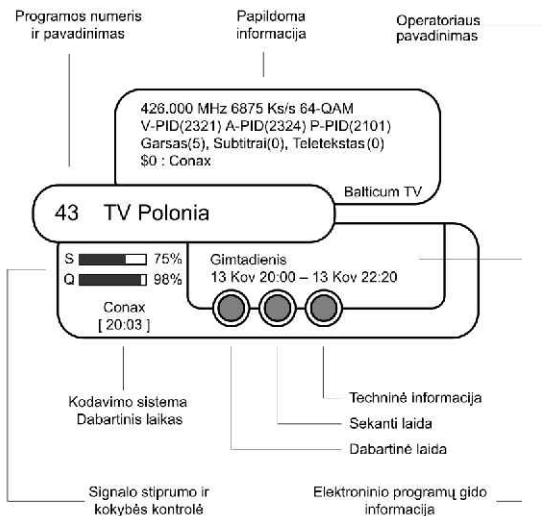 Programos numeris
ir pavadinimas
Papildoma
informacija
Operatoriaus
pavadinimas
426.000 MHz 6875 Ks/s 64-QAM
V-PID(2321) A-PID(2324) P-PID(2101)
Garsas(5), Subtitrai(0), Teletekstas(0)
$0 : Conax
Balticum TV
43 TV Polonia
S 75%
Q 98%
Gimtadienis
13 Kov 20:00 – 13 Kov 22:20
Conax
[ 20:03 ]
Kodavimo sistema
Dabartinis laikas
Techninė informacija
Sekanti laida
Dabartinė laida
Signalo stiprumo ir
kokybės kontrolė
Elektroninio programų gido
informacija